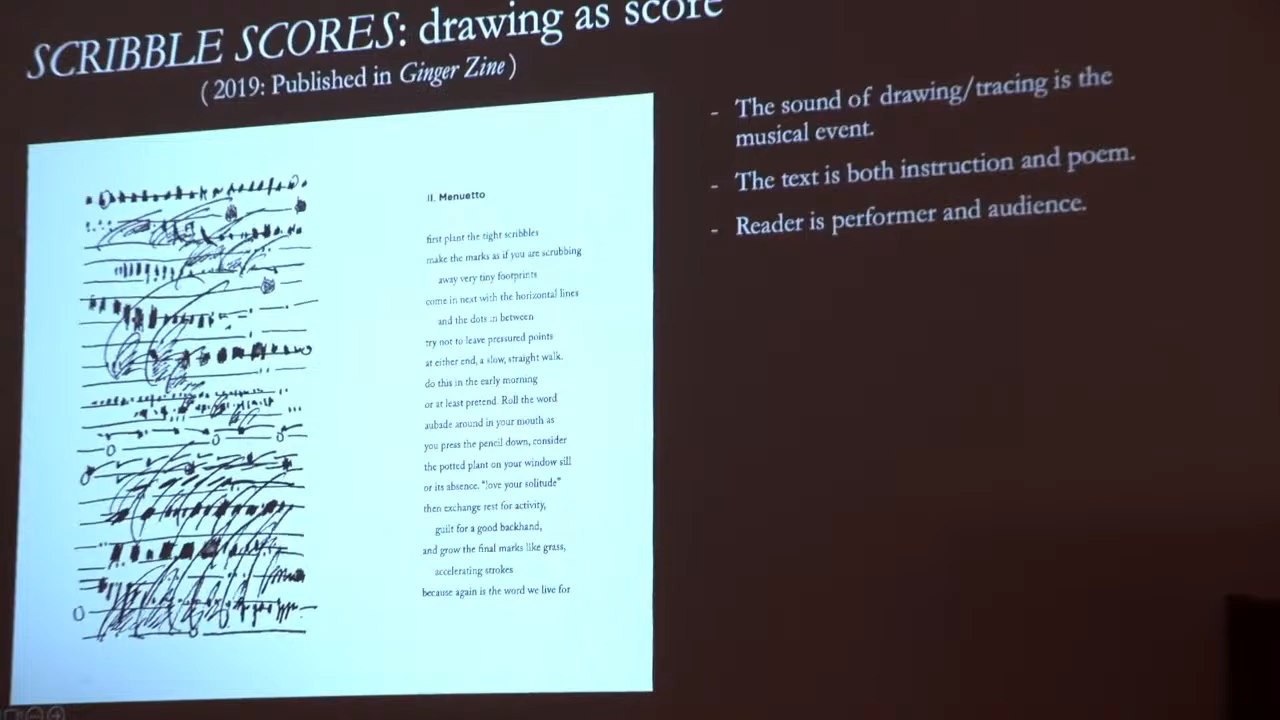 SCRIBBLE SCORES: drawing as score
( 2019: Published in Ginger Zine )
II. Menuetto
first plant the tight scribbles
make the marks as if you are scrubbing
away very tiny footprints
come in next with the horizontal lines
and the dots in between
try not to leave pressured points
at either end, a slow, straight walk.
do this in the early morning
or at least pretend. Roll the word
aubade around in your mouth as
you press the pencil down, consider
the potted plant on your window sill
or its absence. "love your solitude"
then exchange rest for activity,
guilt for a good backhand,
and grow the final marks like grass,
accelerating strokes
because again is the word we live for
- The sound of drawing/tracing is the
musical event.
- The text is both instruction and poem.
- Reader is performer and audience.